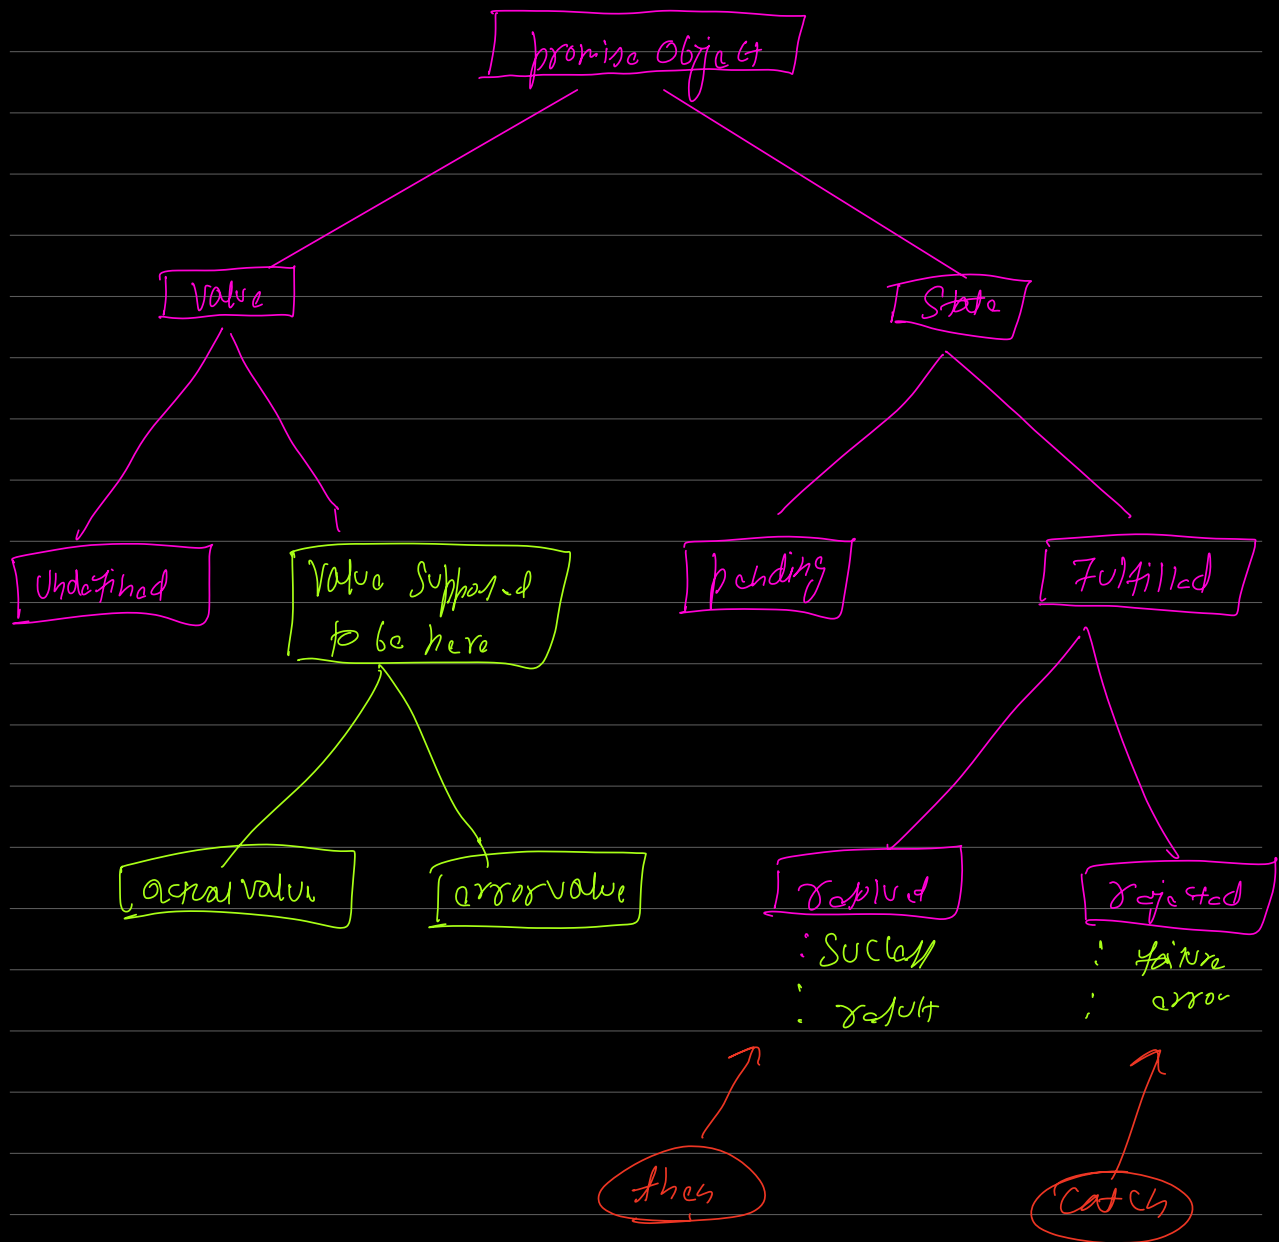 promise Object
Value
State
Undefined
Value Supposed
to be here
pending
Fulfilled
actual value
error value
resolved
rejected
: Success
: failure
: result
: error
then
catch